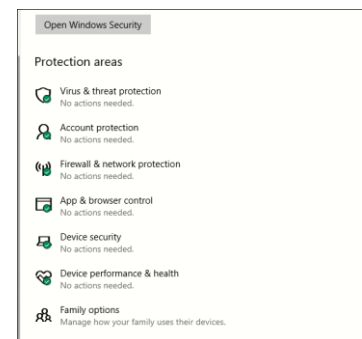 Open Windows Security
Protection areas
Virus & threat protection
No actions needed.
Account protection
No actions needed.
Firewall & network protection
No actions needed.
App & browser control
No actions needed.
Device security
No actions needed.
Device performance & health
No actions needed.
Family options
Manage how your family uses their devices.